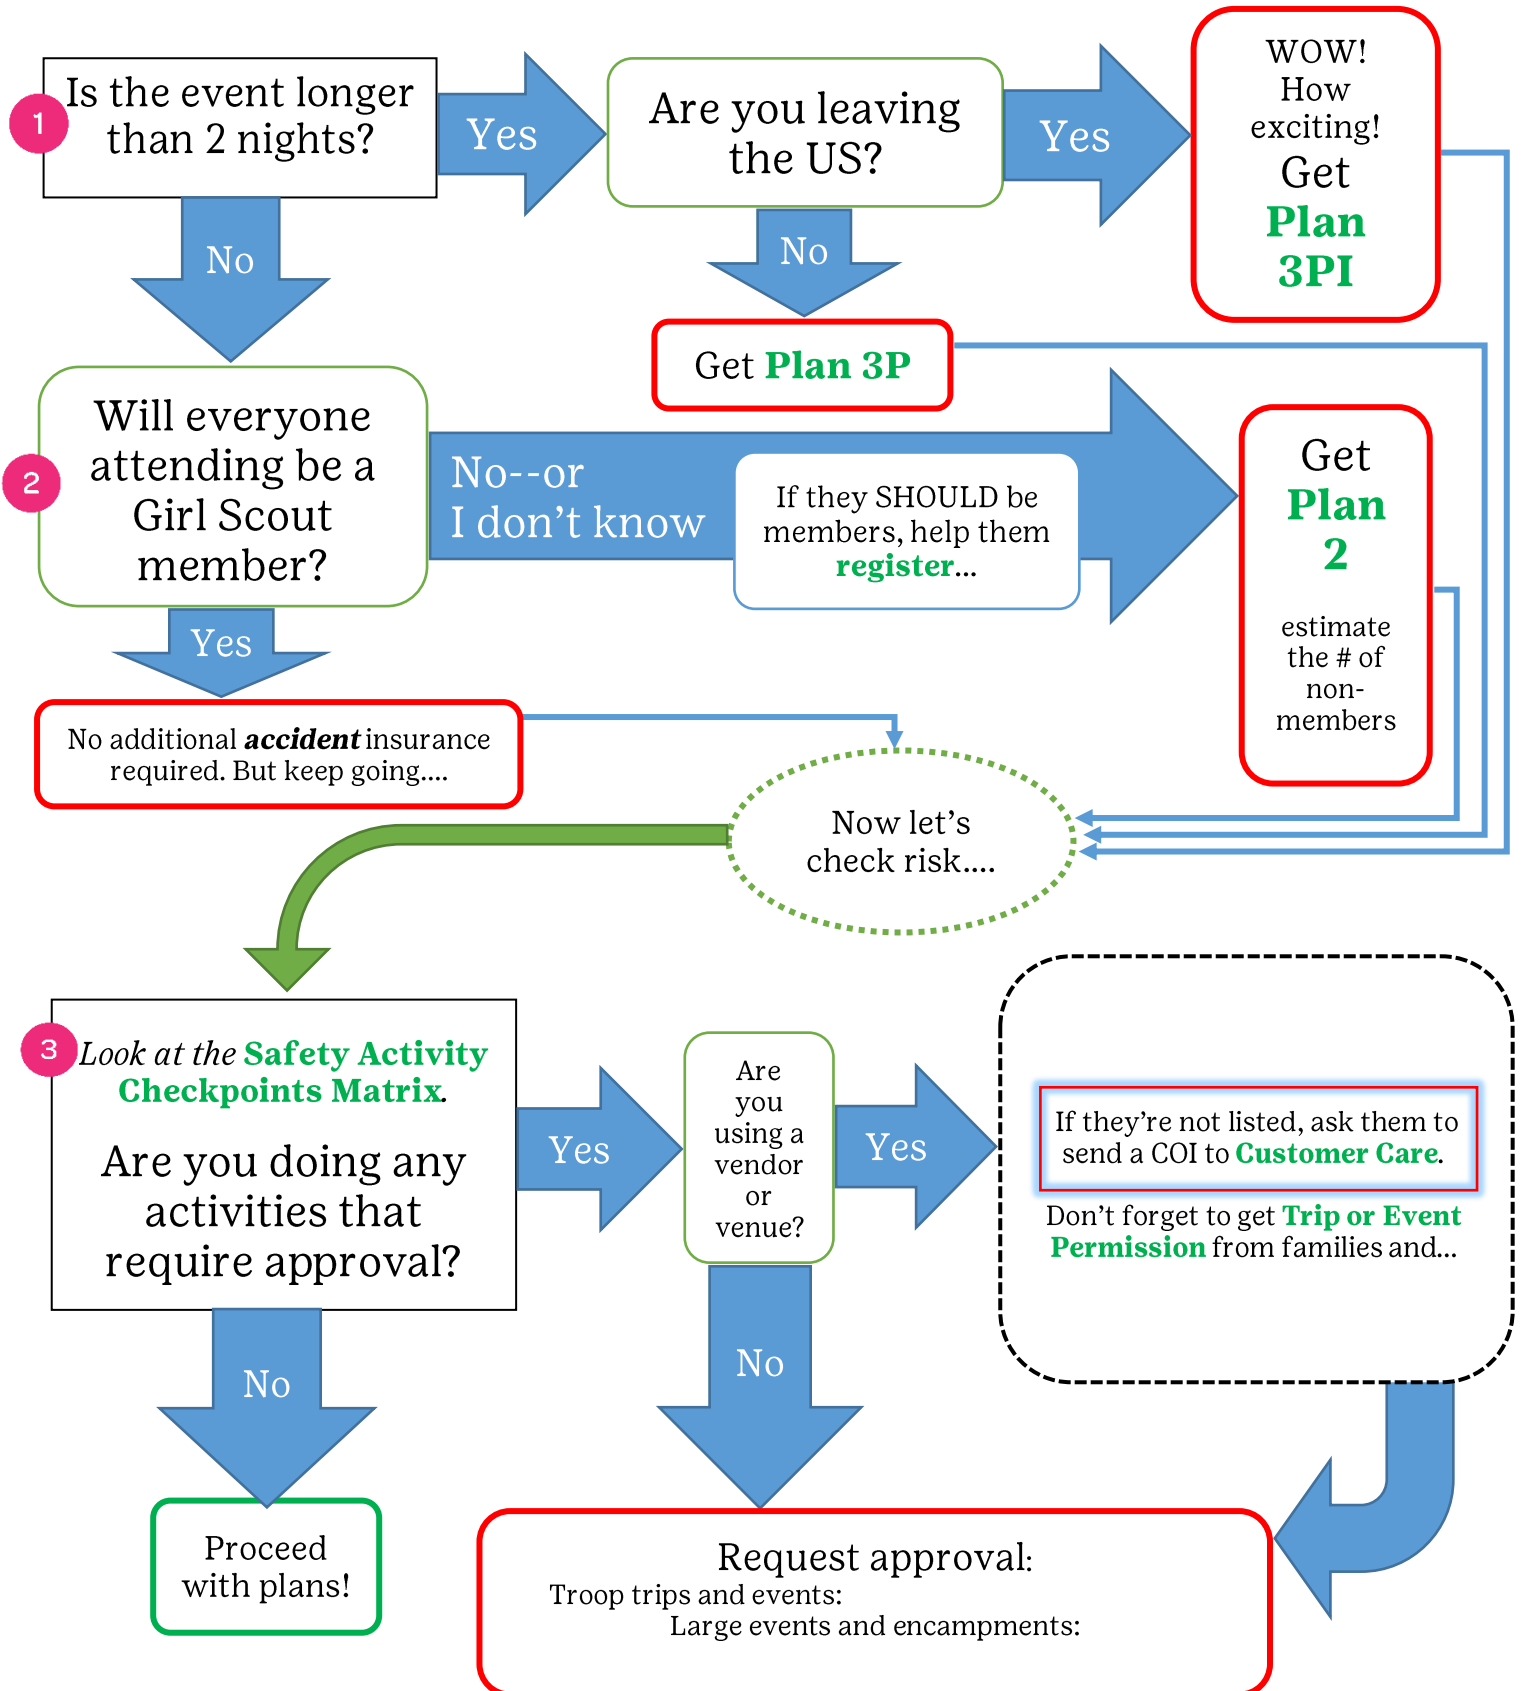 1
Is the event longer
than 2 nights?
Yes
Are you leaving
the US?
Yes
WOW!
How
exciting!
Get
Plan
3PI
No
No
Get Plan 3P
2
Will everyone
attending be a
Girl Scout
member?
No--or
I don't know
If they SHOULD be
members, help them
register...
Get
Plan
2
estimate
the # of
non-
members
Yes
No additional accident insurance
required. But keep going....
Now let's
check risk....
3
Look at the Safety Activity
Checkpoints Matrix.
Are you doing any
activities that
require approval?
Yes
Are
you
using a
vendor
or
venue?
Yes
If they're not listed, ask them to
send a COI to Customer Care.
Don't forget to get Trip or Event
Permission from families and...
No
No
Proceed
with plans!
Request approval:
Troop trips and events:
Large events and encampments: